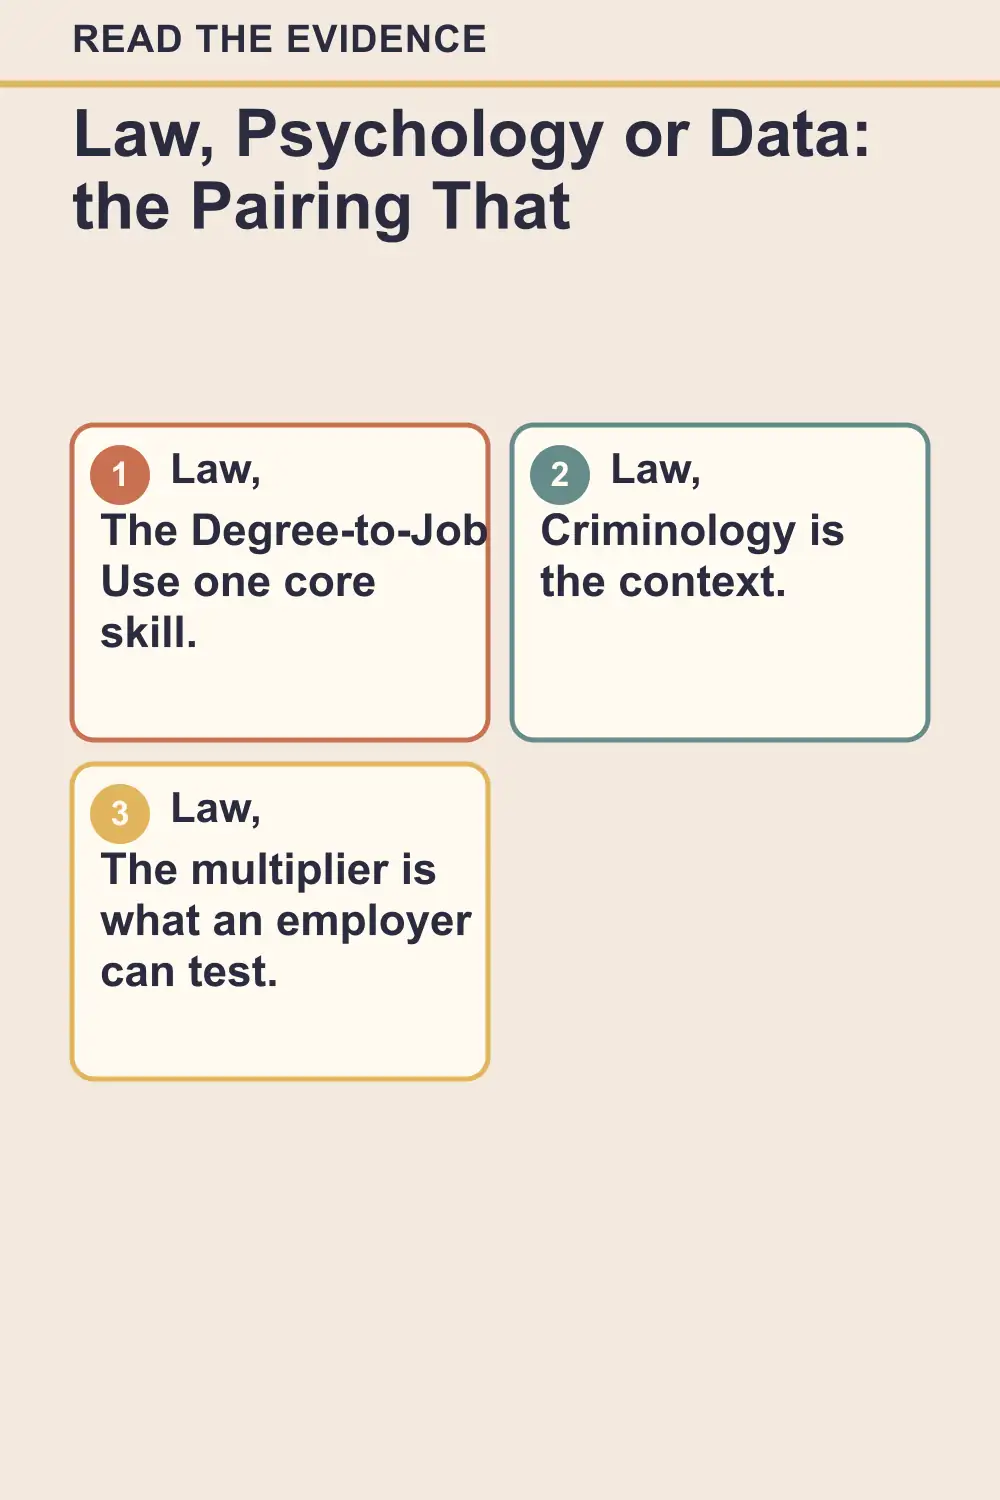 READ THE EVIDENCE
Law, Psychology or Data:
the Pairing That
1 Law,
The Degree-to-Job
Use one core
skill.
2 Law,
Criminology is
the context.
3 Law,
The multiplier is
what an employer
can test.